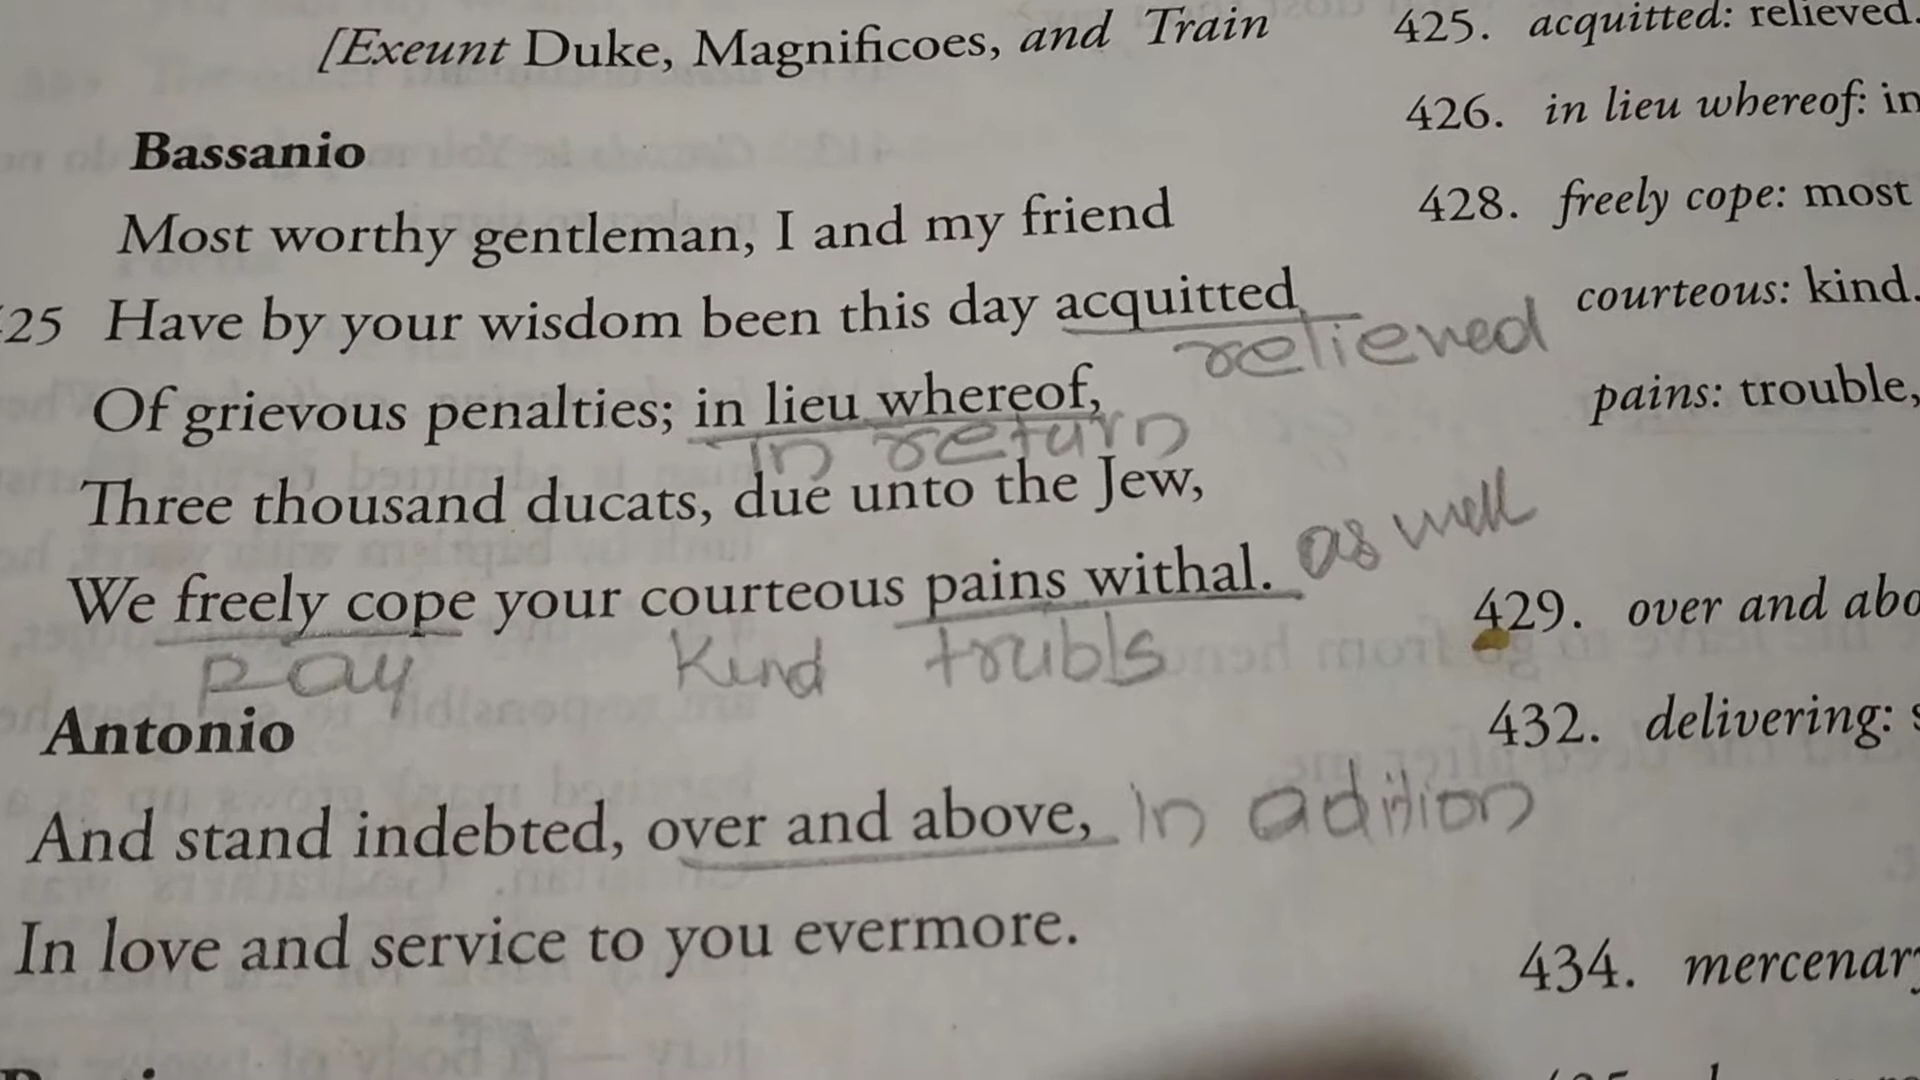 [Exeunt Duke, Magnificoes, and Train
Bassanio
Most worthy gentleman, I and my friend
25 Have by your wisdom been this day acquitted
relieved
Of grievous penalties; in lieu whereof,
In return
Three thousand ducats, due unto the Jew,
as well
We freely cope your courteous pains withal.
pay kind troubls
Antonio
And stand indebted, over and above, In adition
In love and service to you evermore.
425. acquitted: relieved.
426. in lieu whereof: in
428. freely cope: most
courteous: kind.
pains: trouble,
429. over and abo
432. delivering: s
434. mercenary